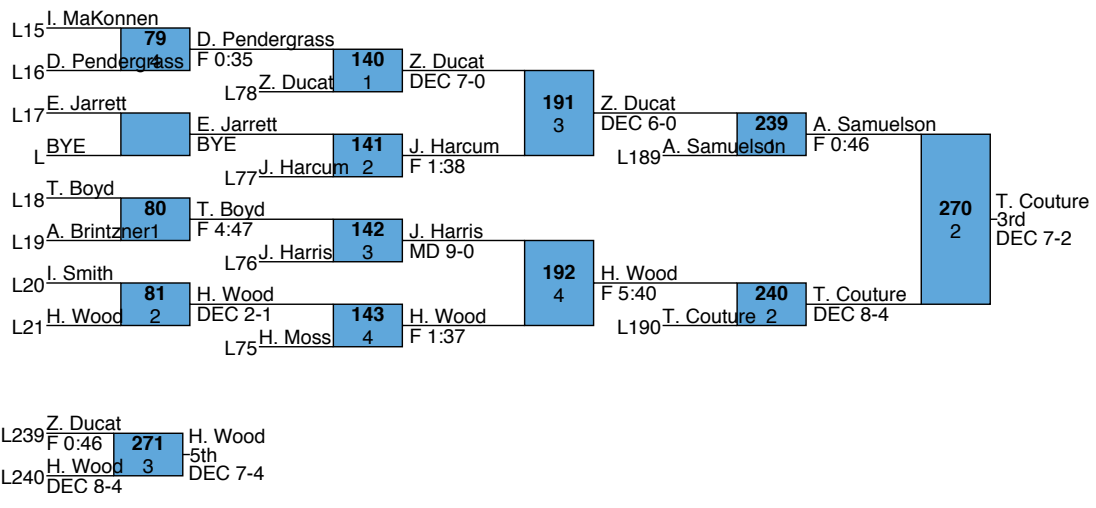 L15 I. MaKonnen
79
4
L16 D. Pendergrass
D. Pendergrass
F 0:35
140
1
L78 Z. Ducat
Z. Ducat
DEC 7-0
L17 E. Jarrett
L BYE
E. Jarrett
BYE
141
2
L77 J. Harcum
J. Harcum
F 1:38
191
3
Z. Ducat
DEC 6-0
239
1
L189 A. Samuelson
A. Samuelson
F 0:46
L18 T. Boyd
80
1
L19 A. Brintzner
T. Boyd
F 4:47
142
3
L76 J. Harris
J. Harris
MD 9-0
L20 I. Smith
81
2
L21 H. Wood
H. Wood
DEC 2-1
143
4
L75 H. Moss
H. Wood
F 1:37
192
4
H. Wood
F 5:40
240
2
L190 T. Couture
T. Couture
DEC 8-4
270
2
T. Couture
3rd
DEC 7-2
L239 Z. Ducat
F 0:46
271
3
L240 H. Wood
DEC 8-4
H. Wood
5th
DEC 7-4